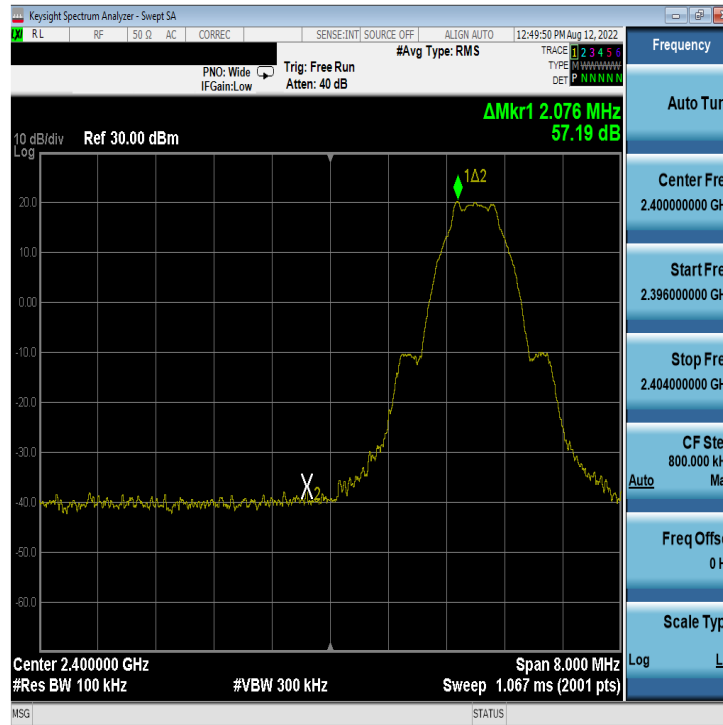 Keysight Spectrum Analyzer - Swept SA
RL RF 50 Ω AC CORREC SENSE:INT SOURCE OFF ALIGN AUTO 12:49:50 PM Aug 12, 2022
#Avg Type: RMS
TRACE 1 2 3 4 5 6
TYPE M WWWWW
DET P N N N N N
PNO: Wide
IFGain:Low
Trig: Free Run
Atten: 40 dB
ΔMkr1 2.076 MHz
57.19 dB
10 dB/div Ref 30.00 dBm
Log
1Δ2
20.0
10.0
0.00
-10.0
-20.0
-30.0
-40.0
-50.0
-60.0
X2
Center 2.400000 GHz
Span 8.000 MHz
#Res BW 100 kHz
#VBW 300 kHz
Sweep 1.067 ms (2001 pts)
MSG
STATUS
Frequency
Auto Tun
Center Fre
2.400000000 GH
Start Fre
2.396000000 GH
Stop Fre
2.404000000 GH
CF Ste
800.000 kH
Auto Ma
Freq Offse
0 H
Scale Typ
Log L